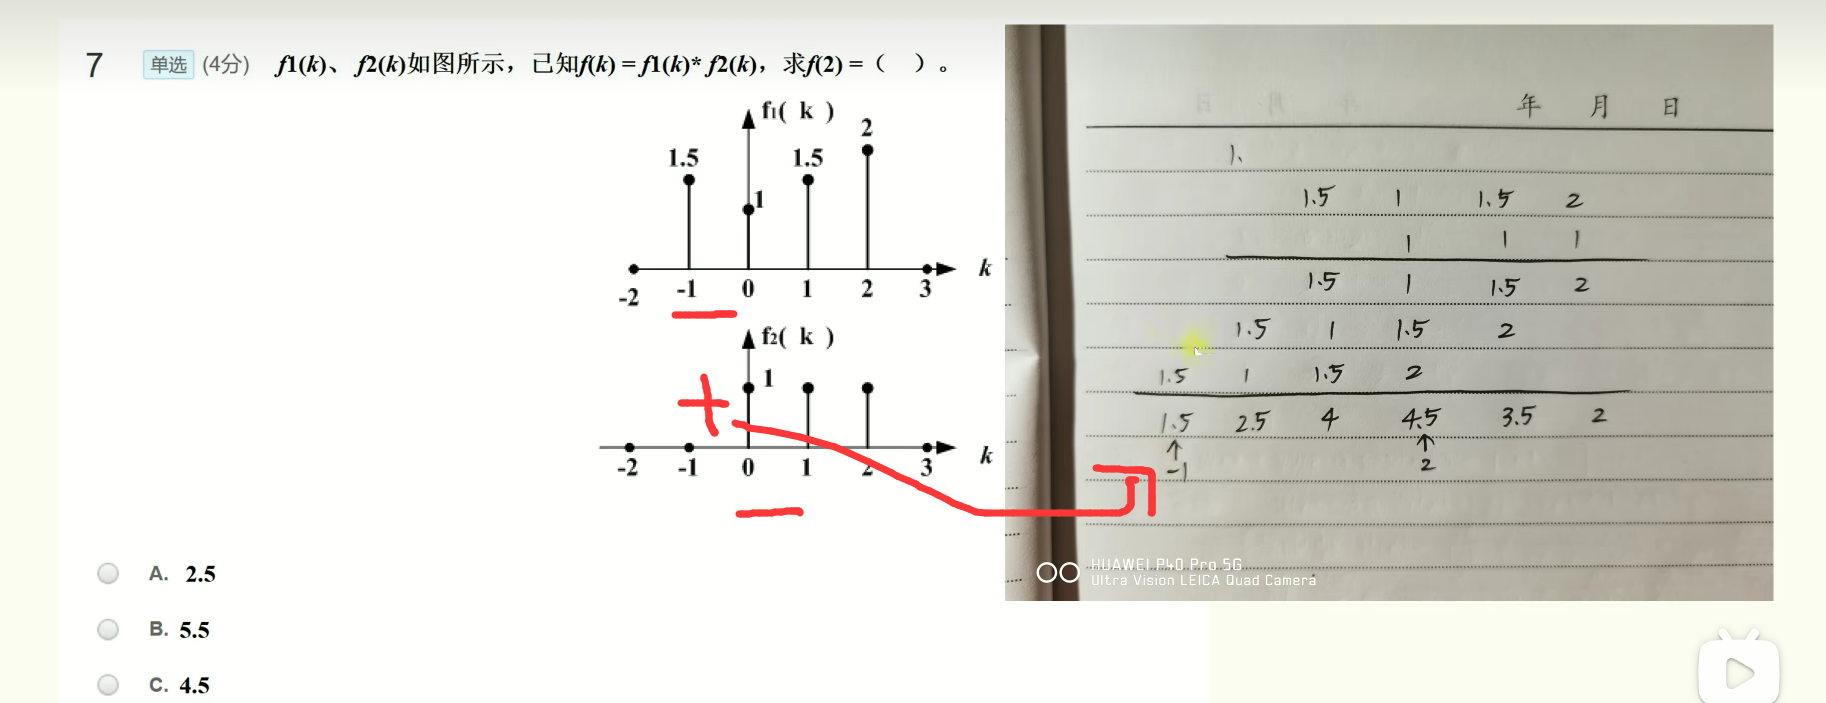 7 单选 (4分) f1(k)、f2(k)如图所示，已知f(k) = f1(k)* f2(k)，求f(2) = （ ）。
f1( k )
2
1.5
1.5
1
k
-2 -1 0 1 2 3
f2( k )
1
k
-2 -1 0 1 2 3
A. 2.5
B. 5.5
C. 4.5
年 月 日
1、
1.5 1 1.5 2
1 1 1
1.5 1 1.5 2
1.5 1 1.5 2
1.5 1 1.5 2
1.5 2.5 4 4.5 3.5 2
↑ ↑
-1 2
HUAWEI P40 Pro 5G
Ultra Vision LEICA Quad Camera